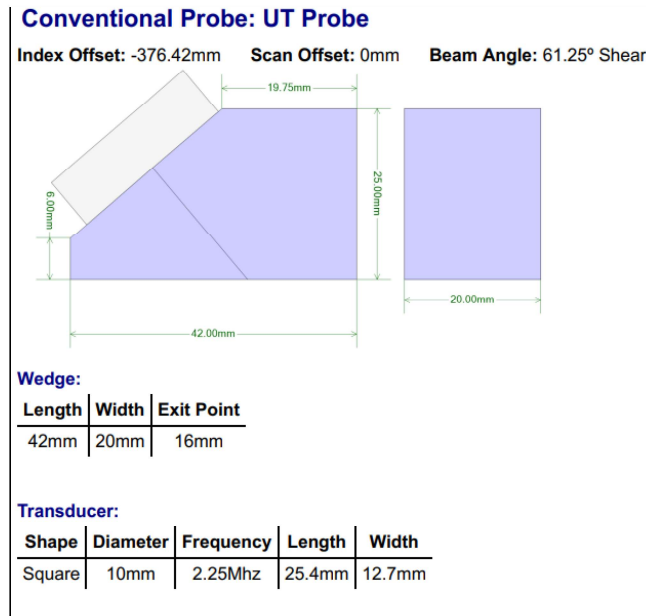 Conventional Probe: UT Probe
Index Offset: -376.42mm Scan Offset: 0mm Beam Angle: 61.25º Shear
19.75mm
6.00mm
25.00mm
20.00mm
42.00mm
Wedge:
Length Width Exit Point
42mm 20mm 16mm
Transducer:
Shape Diameter Frequency Length Width
Square 10mm 2.25Mhz 25.4mm 12.7mm